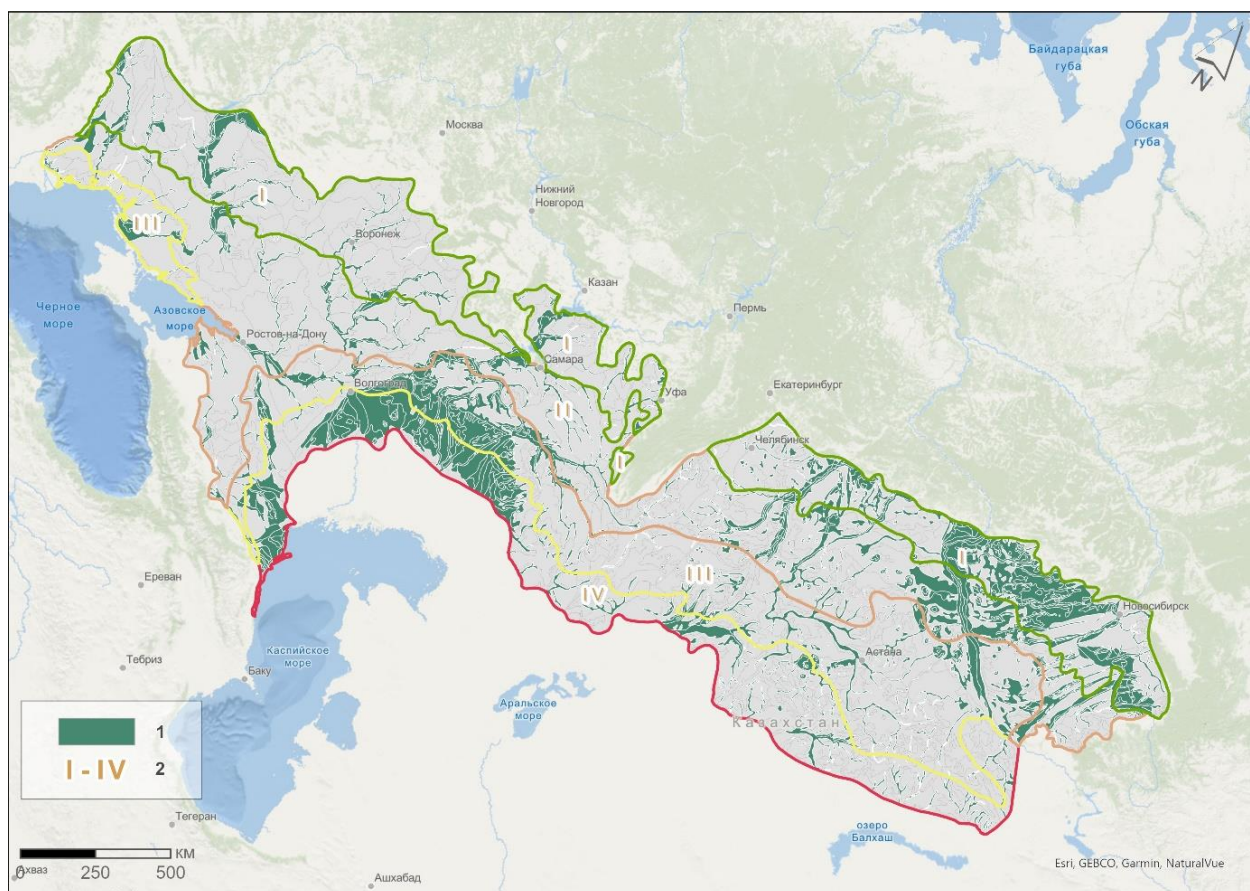 Байдарацкая
губа
N
Обская
губа
Москва
Нижний
Новгород
I
Воронеж
III
Казань
Пермь
Черное
море
Азовское
море
Ростов-на-Дону
I
Самара
Екатеринбург
Волгоград
II
Уфа
Челябинск
I
I
Ереван
III
IV
Новосибирск
Астана
Тебриз
Баку
Каспийское
море
Аральское
море
Казахстан
1
I - IV 2
Тегеран
озеро
Балхаш
КМ
0 250 500
Ахваз
Ашхабад
Esri, GEBCO, Garmin, NaturalVue